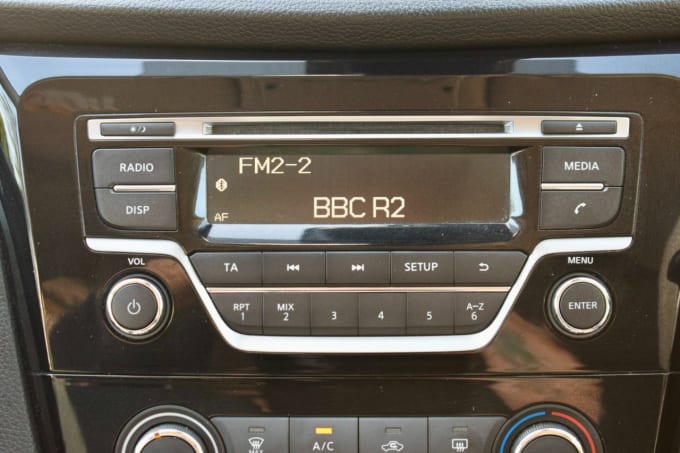 RADIO
DISP
FM2-2
AF
BBC R2
MEDIA
VOL
TA
SETUP
MENU
RPT
1
MIX
2
3
4
5
A-Z
6
ENTER
MAX
A/C